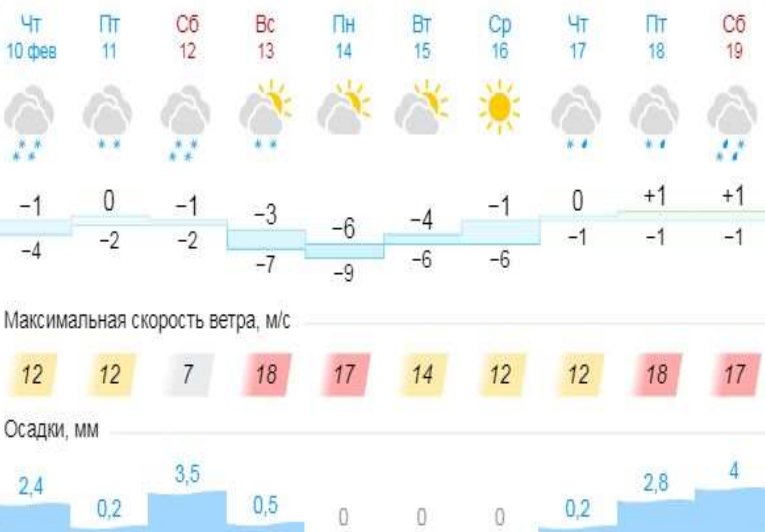 Чт Пт Сб Вс Пн Вт Ср Чт Пт Сб
10 фев 11 12 13 14 15 16 17 18 19
−1 0 −1 −3 −6 −4 −1 0 +1 +1
−4 −2 −2 −7 −9 −6 −6 −1 −1 −1
Максимальная скорость ветра, м/с
12 12 7 18 17 14 12 12 18 17
Осадки, мм
2,4 0,2 3,5 0,5 0 0 0 0,2 2,8 4